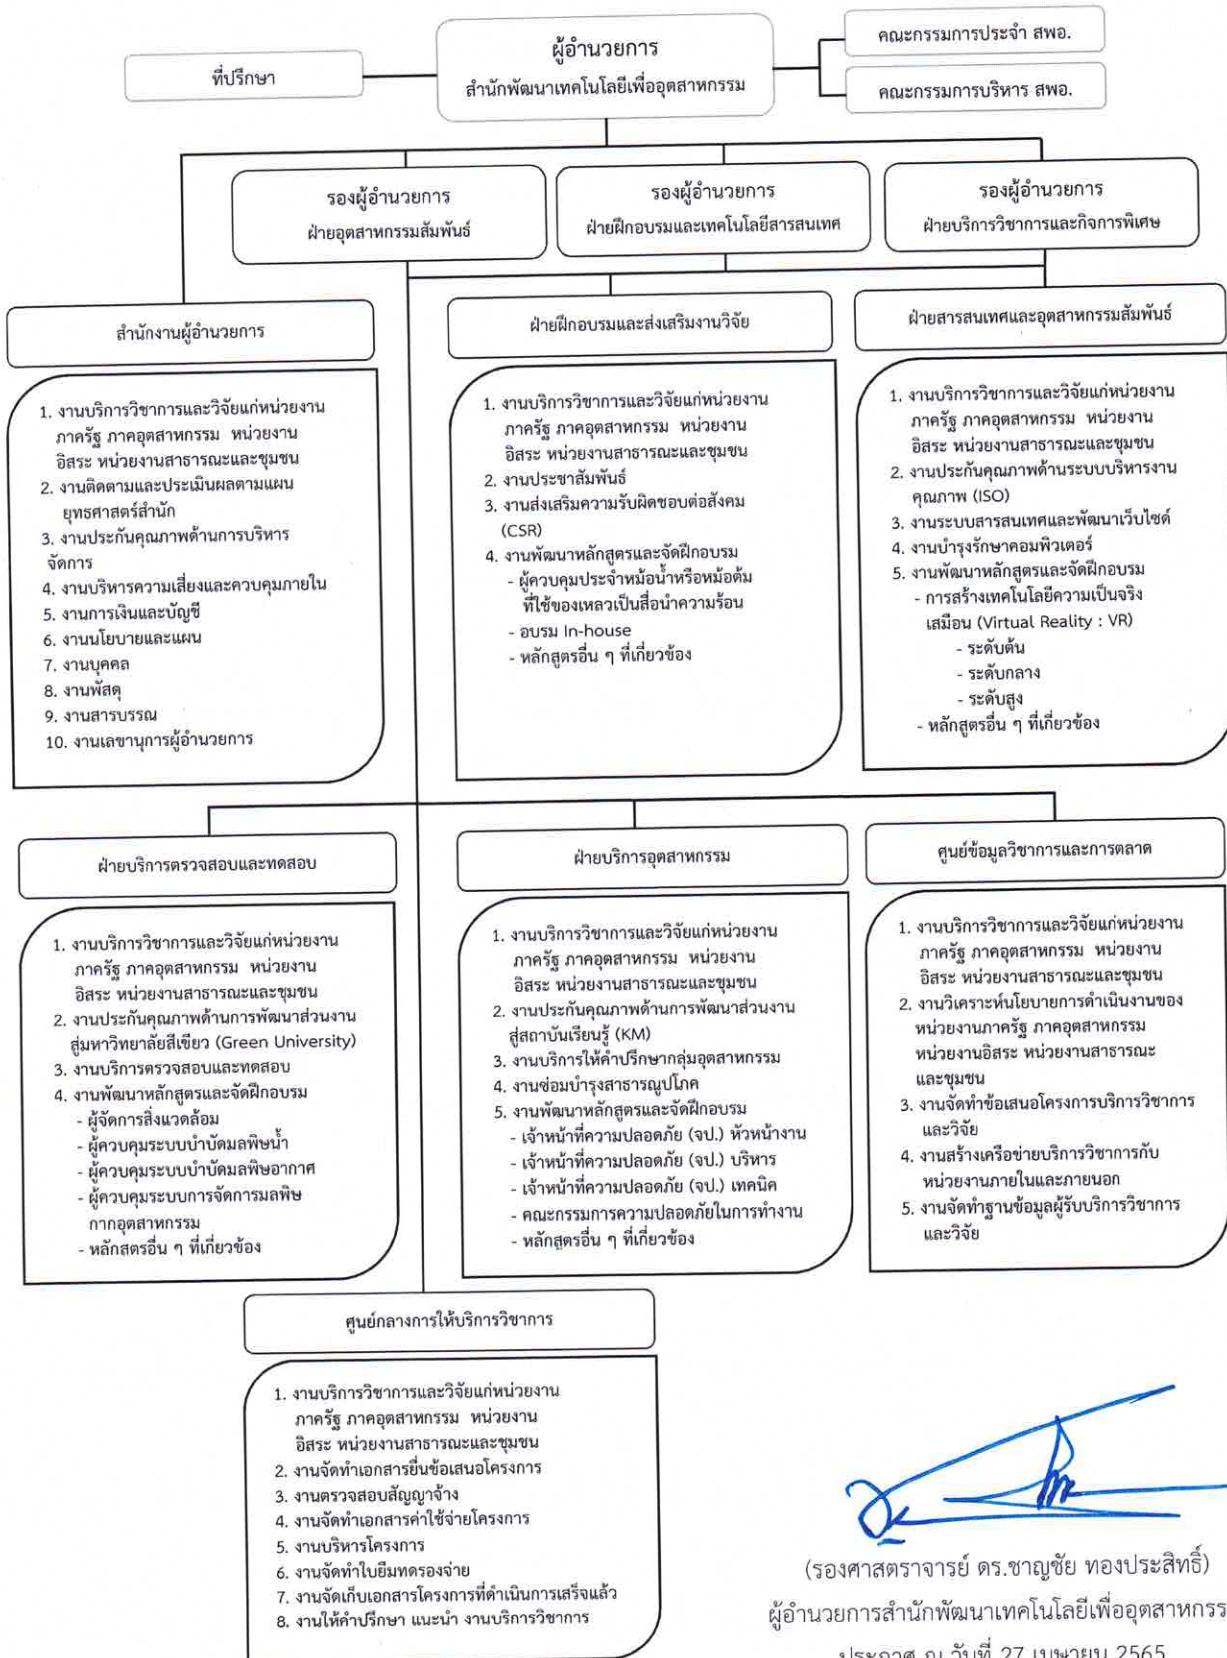 ผู้อำนวยการ
สำนักพัฒนาเทคโนโลยีเพื่ออุตสาหกรรม
ที่ปรึกษา
คณะกรรมการประจำ สพอ.
คณะกรรมการบริหาร สพอ.
รองผู้อำนวยการ
ฝ่ายอุตสาหกรรมสัมพันธ์
รองผู้อำนวยการ
ฝ่ายฝึกอบรมและเทคโนโลยีสารสนเทศ
รองผู้อำนวยการ
ฝ่ายบริการวิชาการและกิจการพิเศษ
สำนักงานผู้อำนวยการ
1. งานบริการวิชาการและวิจัยแก่หน่วยงาน
ภาครัฐ ภาคอุตสาหกรรม หน่วยงาน
อิสระ หน่วยงานสาธารณะและชุมชน
2. งานติดตามและประเมินผลตามแผน
ยุทธศาสตร์สำนัก
3. งานประกันคุณภาพด้านการบริหาร
จัดการ
4. งานบริหารความเสี่ยงและควบคุมภายใน
5. งานการเงินและบัญชี
6. งานนโยบายและแผน
7. งานบุคคล
8. งานพัสดุ
9. งานสารบรรณ
10. งานเลขานุการผู้อำนวยการ
ฝ่ายฝึกอบรมและส่งเสริมงานวิจัย
1. งานบริการวิชาการและวิจัยแก่หน่วยงาน
ภาครัฐ ภาคอุตสาหกรรม หน่วยงาน
อิสระ หน่วยงานสาธารณะและชุมชน
2. งานประชาสัมพันธ์
3. งานส่งเสริมความรับผิดชอบต่อสังคม
(CSR)
4. งานพัฒนาหลักสูตรและจัดฝึกอบรม
- ผู้ควบคุมประจำหม้อน้ำหรือหม้อต้ม
ที่ใช้ของเหลวเป็นสื่อนำความร้อน
- อบรม In-house
- หลักสูตรอื่น ๆ ที่เกี่ยวข้อง
ฝ่ายสารสนเทศและอุตสาหกรรมสัมพันธ์
1. งานบริการวิชาการและวิจัยแก่หน่วยงาน
ภาครัฐ ภาคอุตสาหกรรม หน่วยงาน
อิสระ หน่วยงานสาธารณะและชุมชน
2. งานประกันคุณภาพด้านระบบบริหารงาน
คุณภาพ (ISO)
3. งานระบบสารสนเทศและพัฒนาเว็บไซต์
4. งานบำรุงรักษาคอมพิวเตอร์
5. งานพัฒนาหลักสูตรและจัดฝึกอบรม
- การสร้างเทคโนโลยีความเป็นจริง
เสมือน (Virtual Reality : VR)
- ระดับต้น
- ระดับกลาง
- ระดับสูง
- หลักสูตรอื่น ๆ ที่เกี่ยวข้อง
ฝ่ายบริการตรวจสอบและทดสอบ
1. งานบริการวิชาการและวิจัยแก่หน่วยงาน
ภาครัฐ ภาคอุตสาหกรรม หน่วยงาน
อิสระ หน่วยงานสาธารณะและชุมชน
2. งานประกันคุณภาพด้านการพัฒนาส่วนงาน
สู่มหาวิทยาลัยสีเขียว (Green University)
3. งานบริการตรวจสอบและทดสอบ
4. งานพัฒนาหลักสูตรและจัดฝึกอบรม
- ผู้จัดการสิ่งแวดล้อม
- ผู้ควบคุมระบบบำบัดมลพิษน้ำ
- ผู้ควบคุมระบบบำบัดมลพิษอากาศ
- ผู้ควบคุมระบบการจัดการมลพิษ
กากอุตสาหกรรม
- หลักสูตรอื่น ๆ ที่เกี่ยวข้อง
ฝ่ายบริการอุตสาหกรรม
1. งานบริการวิชาการและวิจัยแก่หน่วยงาน
ภาครัฐ ภาคอุตสาหกรรม หน่วยงาน
อิสระ หน่วยงานสาธารณะและชุมชน
2. งานประกันคุณภาพด้านการพัฒนาส่วนงาน
สู่สถาบันเรียนรู้ (KM)
3. งานบริการให้คำปรึกษากลุ่มอุตสาหกรรม
4. งานซ่อมบำรุงสาธารณูปโภค
5. งานพัฒนาหลักสูตรและจัดฝึกอบรม
- เจ้าหน้าที่ความปลอดภัย (จป.) หัวหน้างาน
- เจ้าหน้าที่ความปลอดภัย (จป.) บริหาร
- เจ้าหน้าที่ความปลอดภัย (จป.) เทคนิค
- คณะกรรมการความปลอดภัยในการทำงาน
- หลักสูตรอื่น ๆ ที่เกี่ยวข้อง
ศูนย์ข้อมูลวิชาการและการตลาด
1. งานบริการวิชาการและวิจัยแก่หน่วยงาน
ภาครัฐ ภาคอุตสาหกรรม หน่วยงาน
อิสระ หน่วยงานสาธารณะและชุมชน
2. งานวิเคราะห์นโยบายการดำเนินงานของ
หน่วยงานภาครัฐ ภาคอุตสาหกรรม
หน่วยงานอิสระ หน่วยงานสาธารณะ
และชุมชน
3. งานจัดทำข้อเสนอโครงการบริการวิชาการ
และวิจัย
4. งานสร้างเครือข่ายบริการวิชาการกับ
หน่วยงานภายในและภายนอก
5. งานจัดทำฐานข้อมูลผู้รับบริการวิชาการ
และวิจัย
ศูนย์กลางการให้บริการวิชาการ
1. งานบริการวิชาการและวิจัยแก่หน่วยงาน
ภาครัฐ ภาคอุตสาหกรรม หน่วยงาน
อิสระ หน่วยงานสาธารณะและชุมชน
2. งานจัดทำเอกสารยื่นข้อเสนอโครงการ
3. งานตรวจสอบสัญญาจ้าง
4. งานจัดทำเอกสารค่าใช้จ่ายโครงการ
5. งานบริหารโครงการ
6. งานจัดทำใบยืมทดรองจ่าย
7. งานจัดเก็บเอกสารโครงการที่ดำเนินการเสร็จแล้ว
8. งานให้คำปรึกษา แนะนำ งานบริการวิชาการ
(รองศาสตราจารย์ ดร.ชาญชัย ทองประสิทธิ์)
ผู้อำนวยการสำนักพัฒนาเทคโนโลยีเพื่ออุตสาหกรร
ประกาศ ณ วันที่ 27 เมษายน 2565